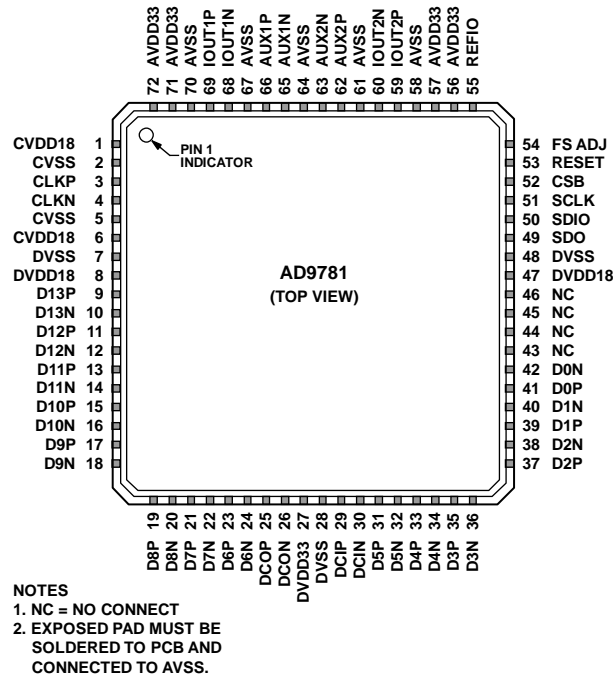 72 AVDD33
71 AVDD33
70 AVSS
69 IOUT1P
68 IOUT1N
67 AVSS
66 AUX1P
65 AUX1N
64 AVSS
63 AUX2N
62 AUX2P
61 AVSS
60 IOUT2N
59 IOUT2P
58 AVSS
57 AVDD33
56 AVDD33
55 REFIO
CVDD18 1
CVSS 2
CLKP 3
CLKN 4
CVSS 5
CVDD18 6
DVSS 7
DVDD18 8
D13P 9
D13N 10
D12P 11
D12N 12
D11P 13
D11N 14
D10P 15
D10N 16
D9P 17
D9N 18
PIN 1
INDICATOR
AD9781
(TOP VIEW)
54 FS ADJ
53 RESET
52 CSB
51 SCLK
50 SDIO
49 SDO
48 DVSS
47 DVDD18
46 NC
45 NC
44 NC
43 NC
42 D0N
41 D0P
40 D1N
39 D1P
38 D2N
37 D2P
D8P 19
D8N 20
D7P 21
D7N 22
D6P 23
D6N 24
DCOP 25
DCON 26
DVDD33 27
DVSS 28
DCIP 29
DCIN 30
D5P 31
D5N 32
D4P 33
D4N 34
D3P 35
D3N 36
NOTES
1. NC = NO CONNECT
2. EXPOSED PAD MUST BE
SOLDERED TO PCB AND
CONNECTED TO AVSS.